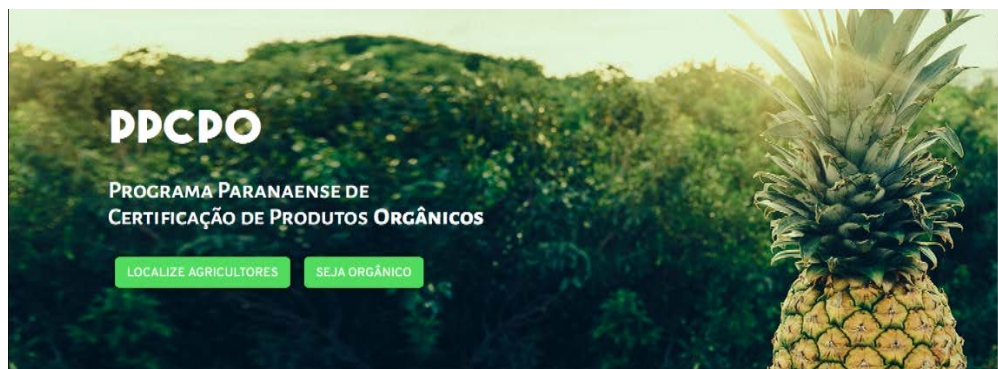 PPCPO
Programa Paranaense de
Certificação de Produtos Orgânicos
LOCALIZE AGRICULTORES
SEJA ORGÂNICO